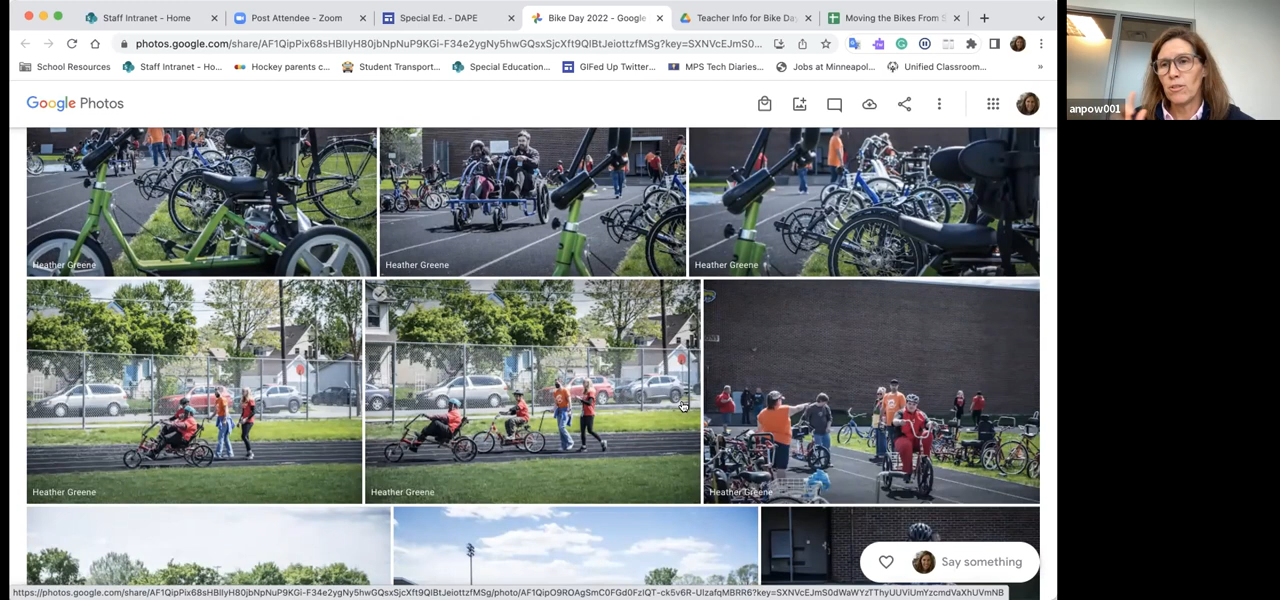 Staff Intranet - Home
Post Attendee - Zoom
Special Ed. - DAPE
Bike Day 2022 - Google
Teacher Info for Bike Da
Moving the Bikes From S
photos.google.com/share/AF1QipPix68sHBIlyH80jbNpNuP9KGi-F34e2ygNy5hwGQsxSjcXft9QIBtJeiottzfMSg?key=SXNVcEJmS0...
School Resources
Staff Intranet - Ho...
Hockey parents c...
Student Transport...
Special Education...
GIFed Up Twitter...
MPS Tech Diaries...
Jobs at Minneapol...
Unified Classroom...
»
Google Photos
anpow001
Heather Greene
Heather Greene
Heather Greene
Heather Greene
Heather Greene
Heather Greene
Say something